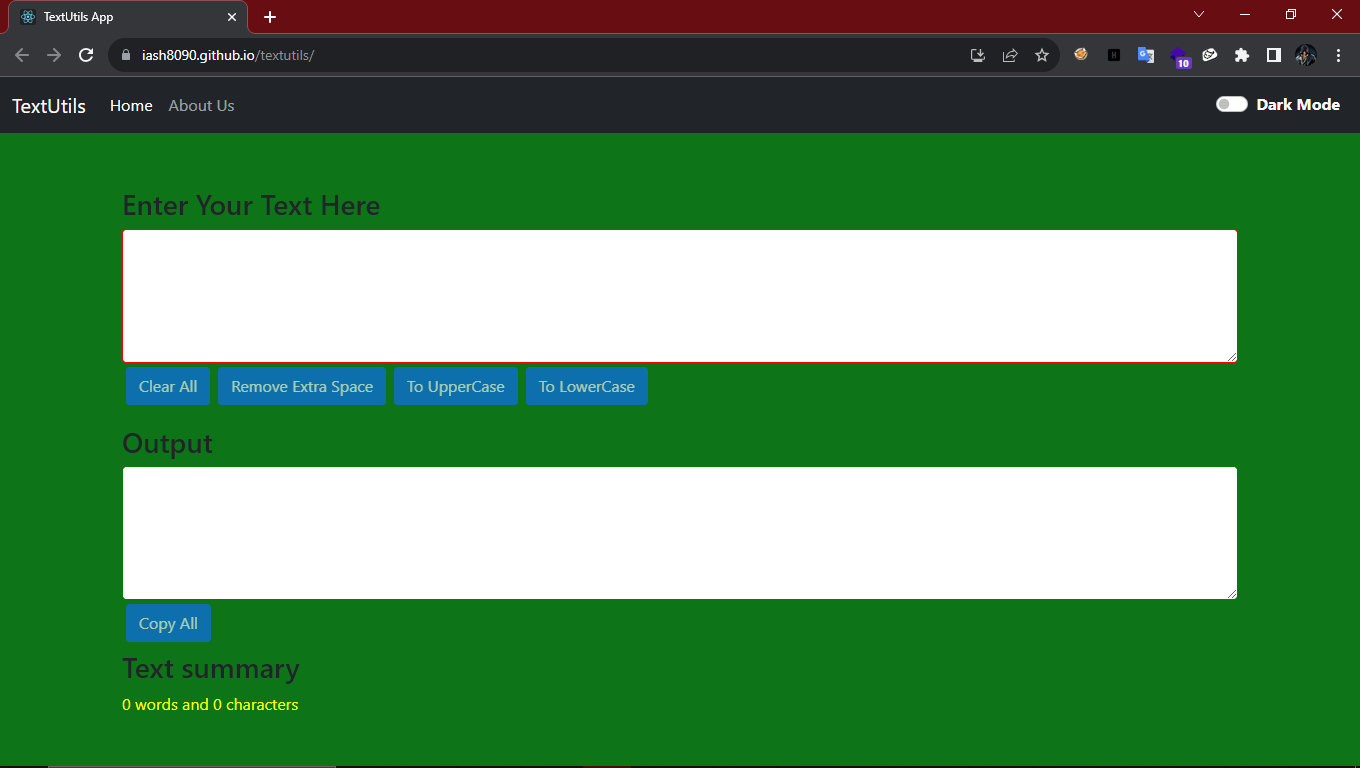 TextUtils App
iash8090.github.io/textutils/
10
TextUtils Home About Us Dark Mode
Enter Your Text Here
Clear All Remove Extra Space To UpperCase To LowerCase
Output
Copy All
Text summary
0 words and 0 characters